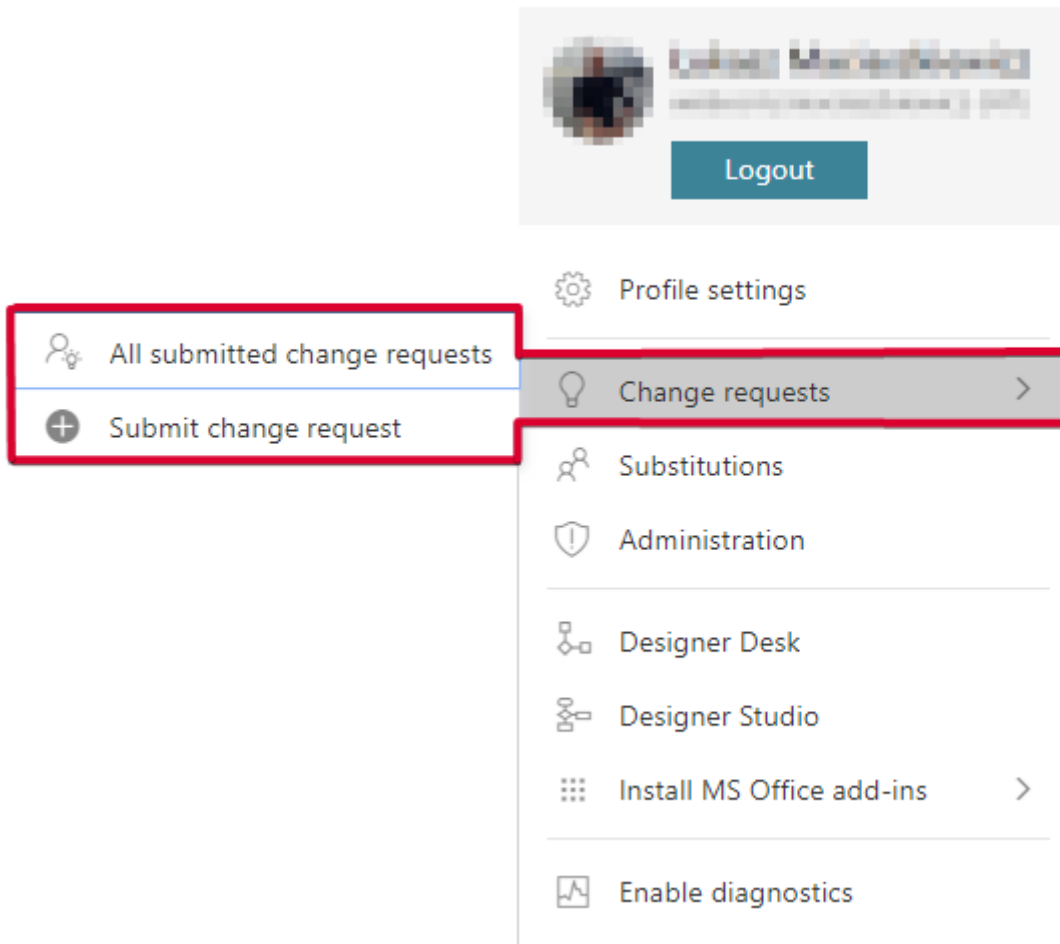 Logout
Profile settings
All submitted change requests
Change requests
Submit change request
Substitutions
Administration
Designer Desk
Designer Studio
Install MS Office add-ins
Enable diagnostics